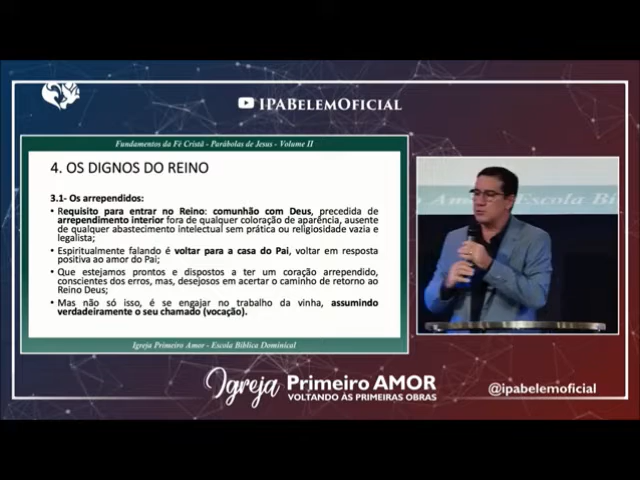 IPABelemOficial
Fundamentos da Fé Cristã - Parábolas de Jesus - Volume II
4. OS DIGNOS DO REINO
3.1- Os arrependidos:
• Requisito para entrar no Reino: comunhão com Deus, precedida de
arrependimento interior fora de qualquer coloração de aparência, ausente
de qualquer abastecimento intelectual sem prática ou religiosidade vazia e
legalista;
• Espiritualmente falando é voltar para a casa do Pai, voltar em resposta
positiva ao amor do Pai;
• Que estejamos prontos e dispostos a ter um coração arrependido,
conscientes dos erros, mas, desejosos em acertar o caminho de retorno ao
Reino Deus;
• Mas não só isso, é se engajar no trabalho da vinha, assumindo
verdadeiramente o seu chamado (vocação).
Igreja Primeiro Amor - Escola Bíblica Dominical
Amor - Escola Bíb
Igreja Primeiro AMOR
VOLTANDO ÀS PRIMEIRAS OBRAS
@ipabelemoficial